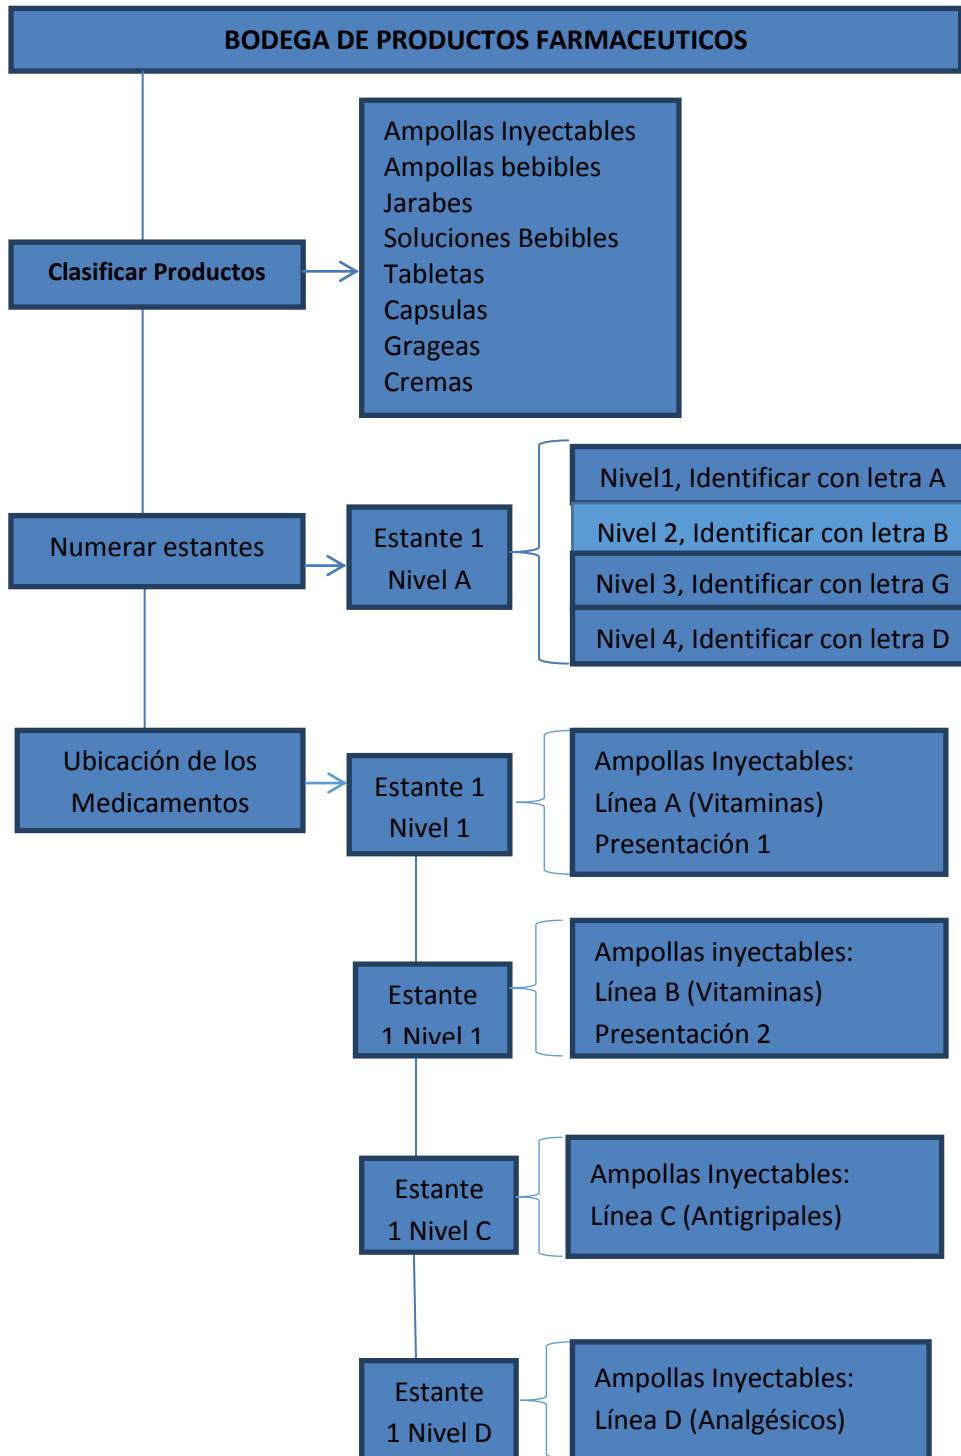 BODEGA DE PRODUCTOS FARMACEUTICOS
Ampollas Inyectables
Ampollas bebibles
Jarabes
Soluciones Bebibles
Tabletas
Capsulas
Grageas
Cremas
Clasificar Productos
Numerar estantes
Estante 1
Nivel A
Nivel1, Identificar con letra A
Nivel 2, Identificar con letra B
Nivel 3, Identificar con letra G
Nivel 4, Identificar con letra D
Ubicación de los
Medicamentos
Estante 1
Nivel 1
Ampollas Inyectables:
Línea A (Vitaminas)
Presentación 1
Estante
1 Nivel 1
Ampollas inyectables:
Línea B (Vitaminas)
Presentación 2
Estante
1 Nivel C
Ampollas Inyectables:
Línea C (Antigripales)
Estante
1 Nivel D
Ampollas Inyectables:
Línea D (Analgésicos)